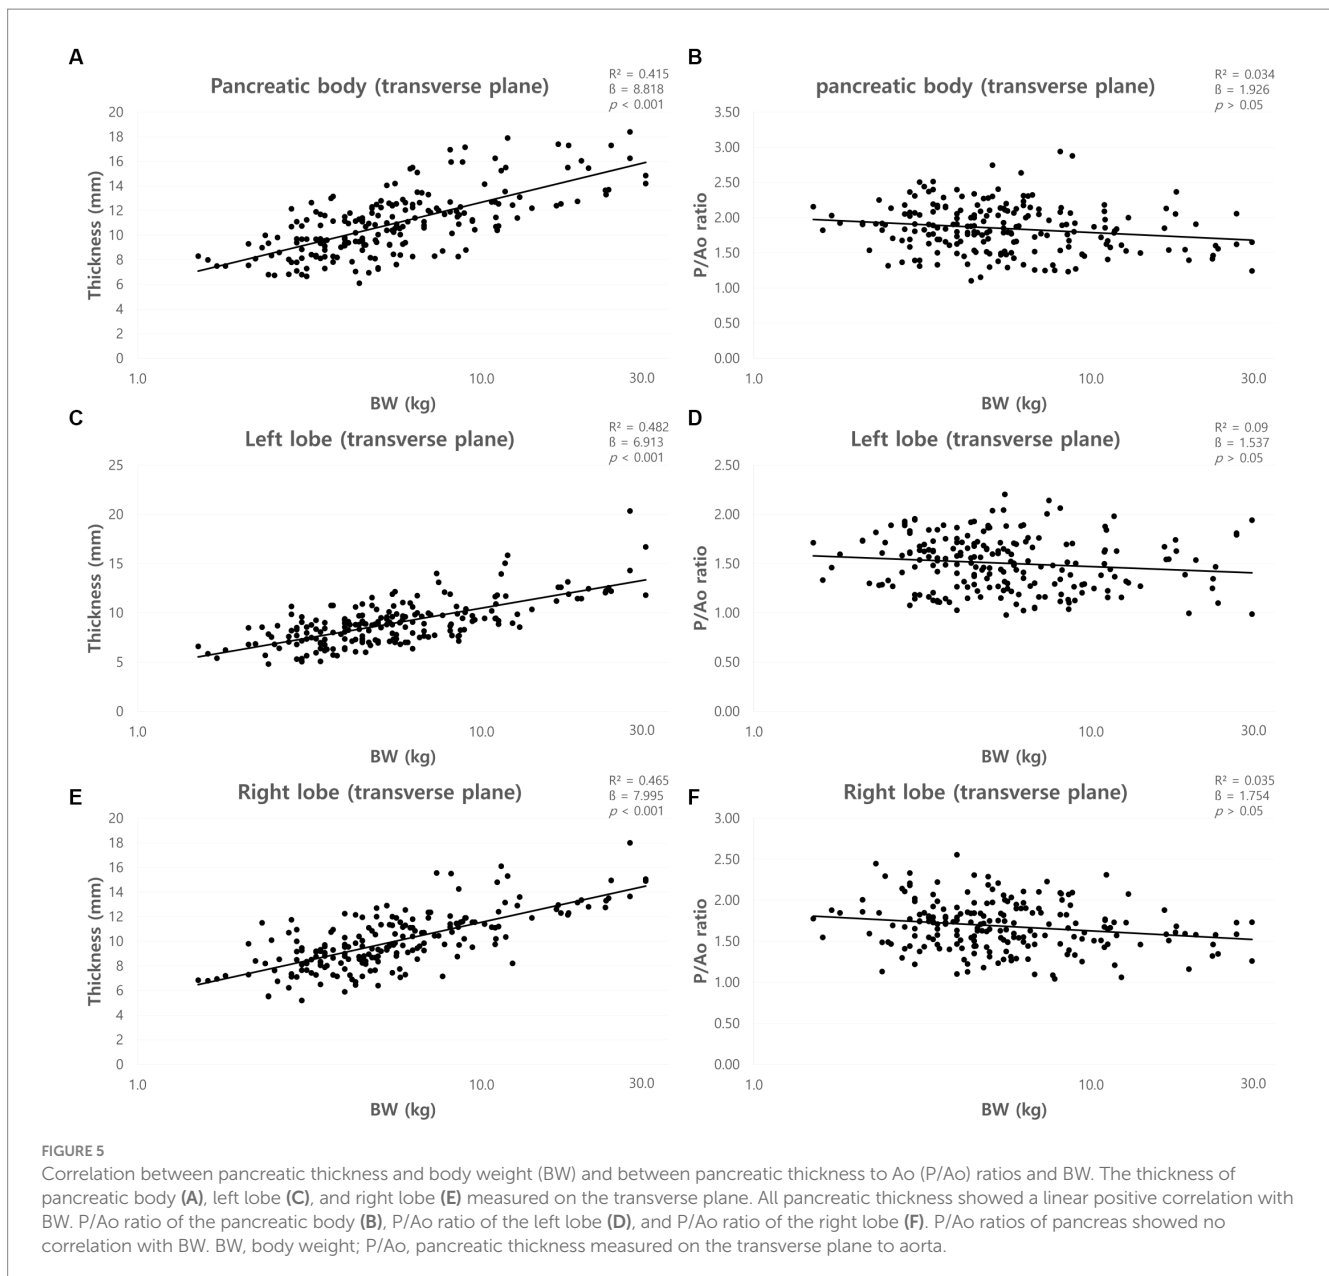 A
Pancreatic body (transverse plane)
R² = 0.415
ß = 8.818
p < 0.001
20
18
16
14
12
10
8
6
4
2
0
Thickness (mm)
1.0
10.0
30.0
BW (kg)
B
pancreatic body (transverse plane)
R² = 0.034
ß = 1.926
p > 0.05
3.50
3.00
2.50
2.00
1.50
1.00
0.50
0.00
P/Ao ratio
1.0
10.0
30.0
BW (kg)
C
Left lobe (transverse plane)
R² = 0.482
ß = 6.913
p < 0.001
25
20
15
10
5
0
Thickness (mm)
1.0
10.0
30.0
BW (kg)
D
Left lobe (transverse plane)
R² = 0.09
ß = 1.537
p > 0.05
2.50
2.00
1.50
1.00
0.50
0.00
P/Ao ratio
1.0
10.0
30.0
BW (kg)
E
Right lobe (transverse plane)
R² = 0.465
ß = 7.995
p < 0.001
20
18
16
14
12
10
8
6
4
2
0
Thickness (mm)
1.0
10.0
30.0
BW (kg)
F
Right lobe (transverse plane)
R² = 0.035
ß = 1.754
p > 0.05
3.00
2.50
2.00
1.50
1.00
0.50
0.00
P/Ao ratio
1.0
10.0
30.0
BW (kg)
FIGURE 5
Correlation between pancreatic thickness and body weight (BW) and between pancreatic thickness to Ao (P/Ao) ratios and BW. The thickness of
pancreatic body (A), left lobe (C), and right lobe (E) measured on the transverse plane. All pancreatic thickness showed a linear positive correlation with
BW. P/Ao ratio of the pancreatic body (B), P/Ao ratio of the left lobe (D), and P/Ao ratio of the right lobe (F). P/Ao ratios of pancreas showed no
correlation with BW. BW, body weight; P/Ao, pancreatic thickness measured on the transverse plane to aorta.